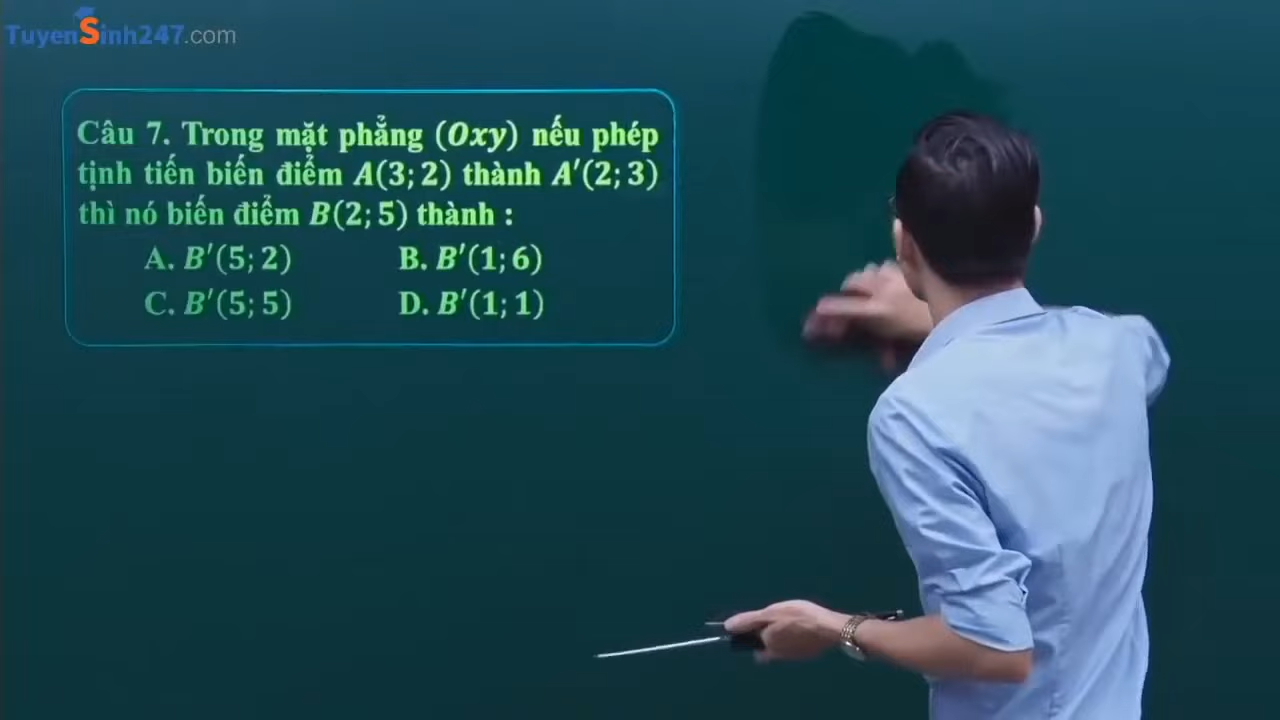 TuyenSinh247.com
Câu 7. Trong mặt phẳng (Oxy) nếu phép
tịnh tiến biến điểm A(3; 2) thành A′(2; 3)
thì nó biến điểm B(2; 5) thành :
A. B′(5; 2) B. B′(1; 6)
C. B′(5; 5) D. B′(1; 1)